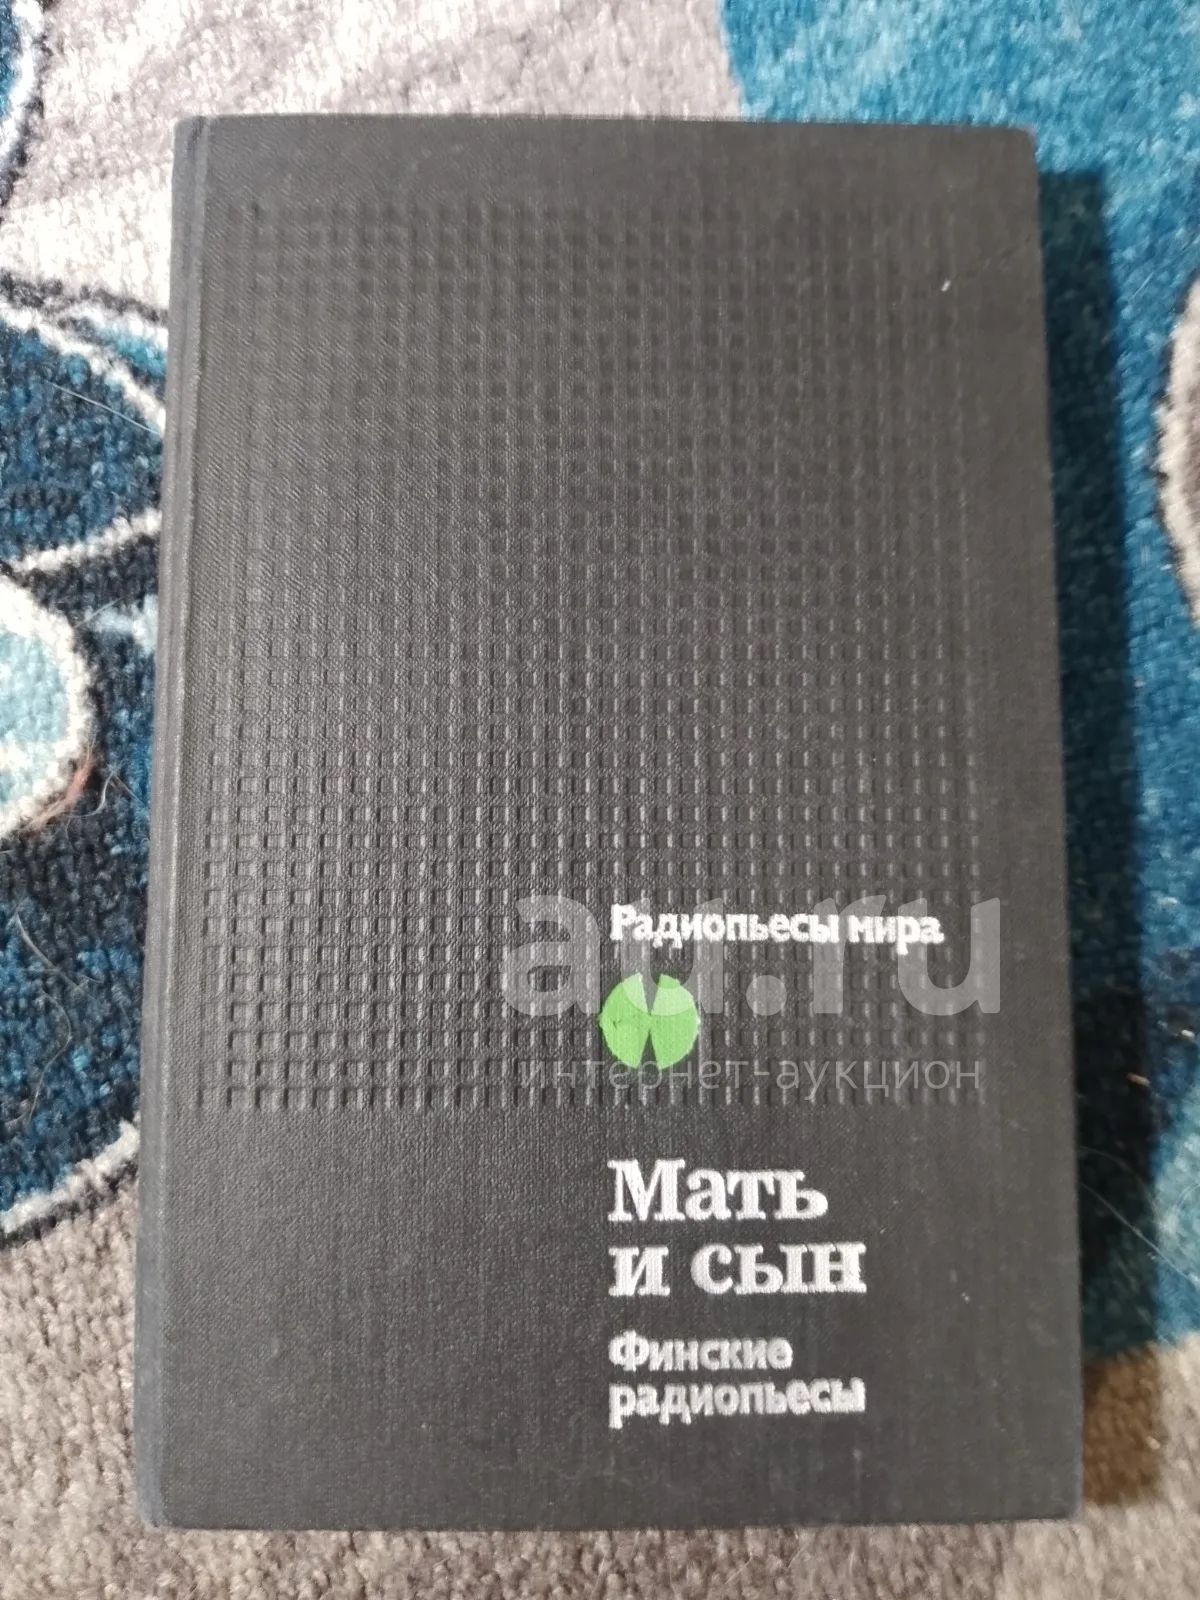 Радиопьесы мира
au.ru
интернет-аукцион
Мать
и сын
Финские
радиопьесы